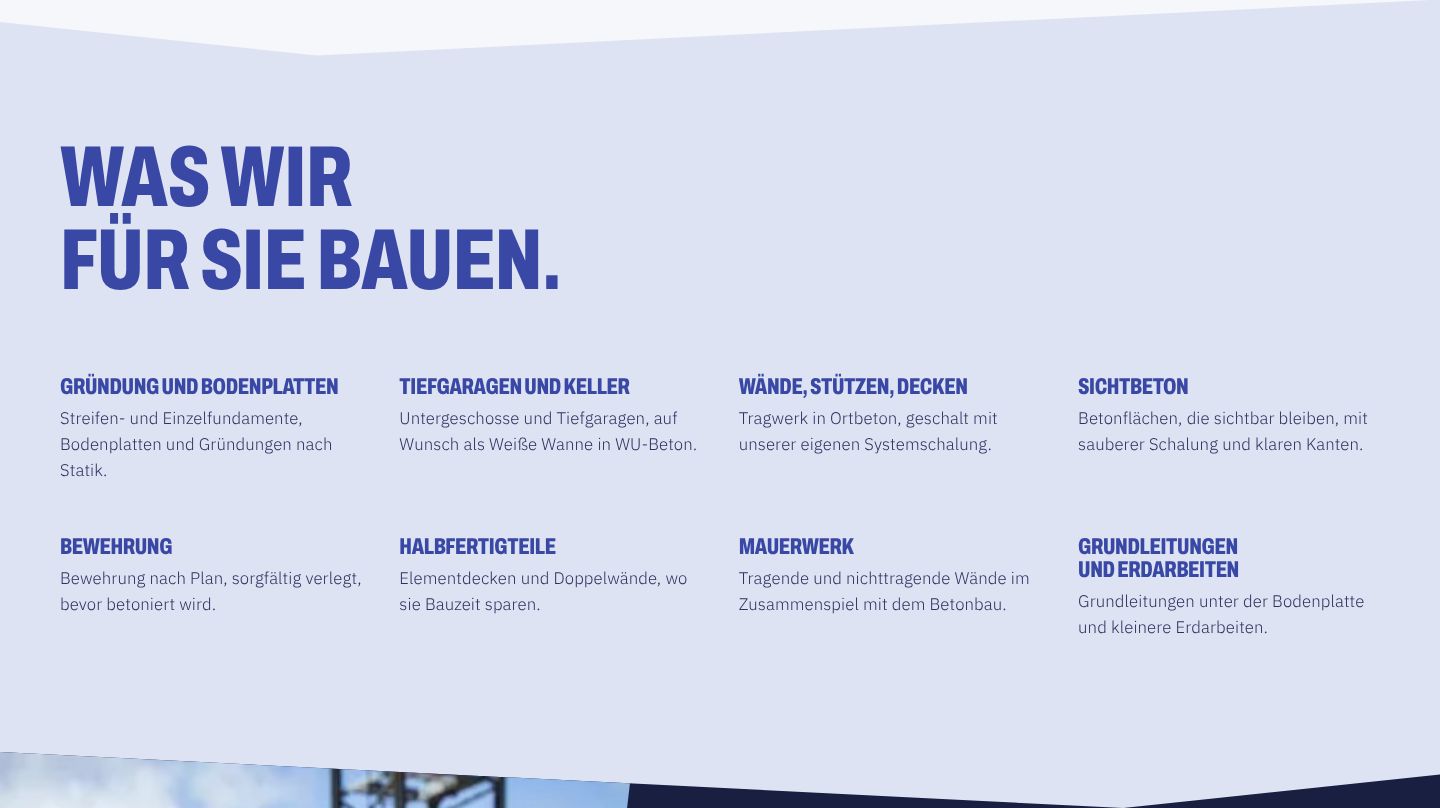 WAS WIR
FÜR SIE BAUEN.
GRÜNDUNG UND BODENPLATTEN
Streifen- und Einzelfundamente,
Bodenplatten und Gründungen nach
Statik.
TIEFGARAGEN UND KELLER
Untergeschosse und Tiefgaragen, auf
Wunsch als Weiße Wanne in WU-Beton.
WÄNDE, STÜTZEN, DECKEN
Tragwerk in Ortbeton, geschalt mit
unserer eigenen Systemschalung.
SICHTBETON
Betonflächen, die sichtbar bleiben, mit
sauberer Schalung und klaren Kanten.
BEWEHRUNG
Bewehrung nach Plan, sorgfältig verlegt,
bevor betoniert wird.
HALBFERTIGTEILE
Elementdecken und Doppelwände, wo
sie Bauzeit sparen.
MAUERWERK
Tragende und nichttragende Wände im
Zusammenspiel mit dem Betonbau.
GRUNDLEITUNGEN
UND ERDARBEITEN
Grundleitungen unter der Bodenplatte
und kleinere Erdarbeiten.